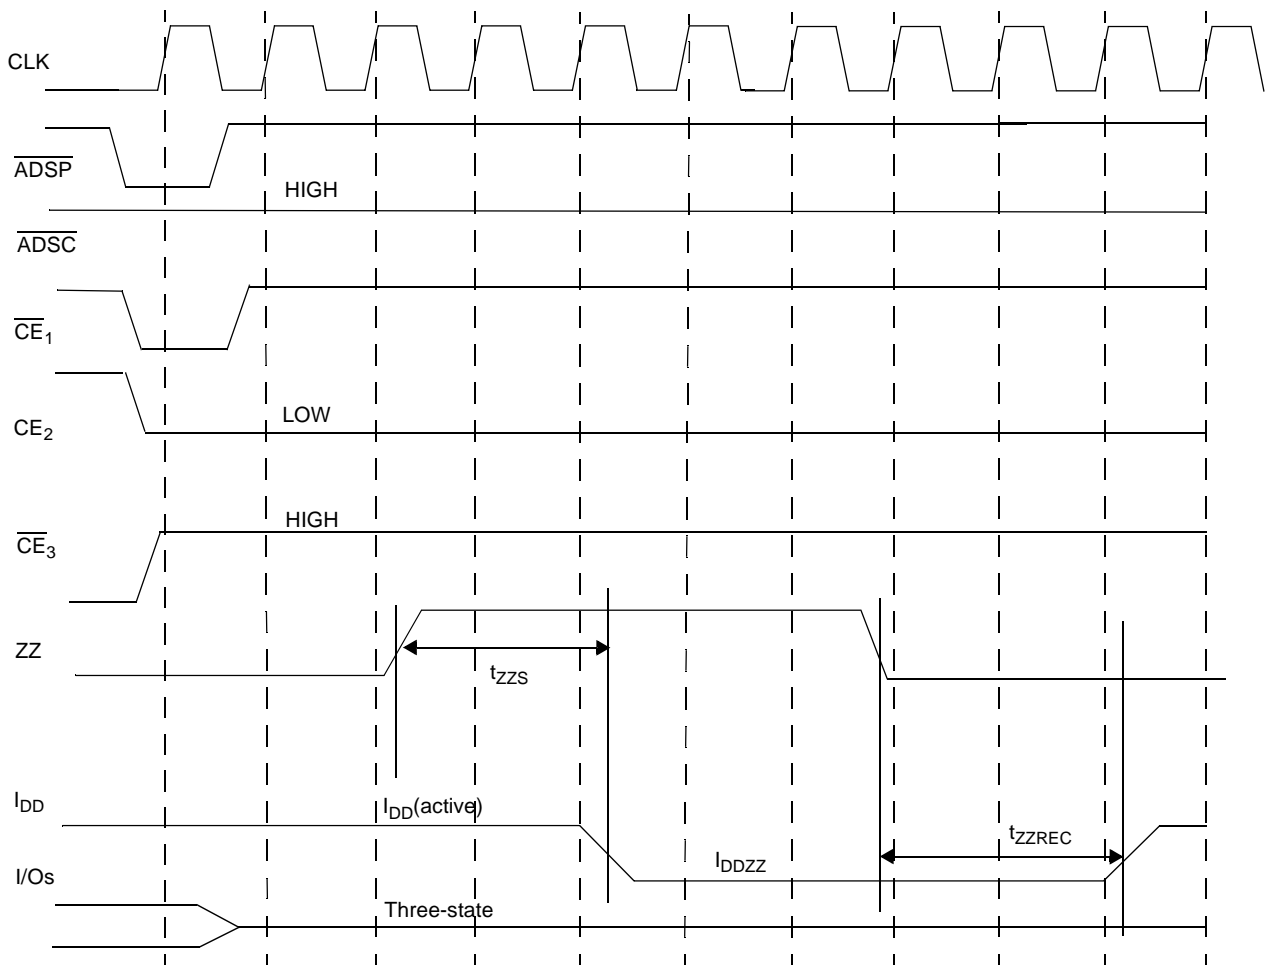 CLK
ADSP
HIGH
ADSC
CE1
LOW
CE2
HIGH
CE3
ZZ
tZZS
IDD
IDD(active)
tZZREC
IDDZZ
I/Os
Three-state